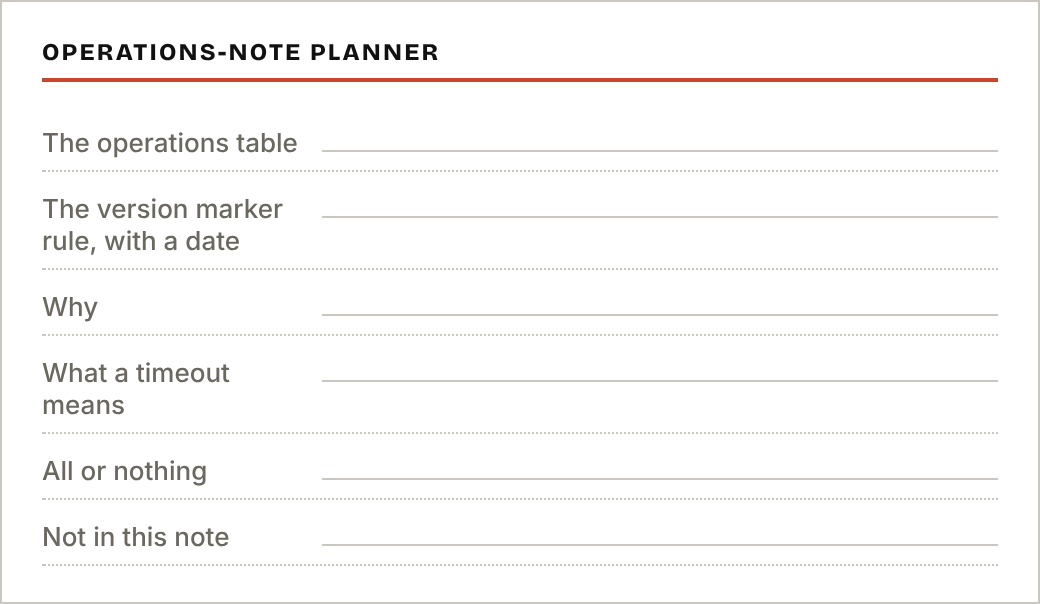 OPERATIONS-NOTE PLANNER
The operations table
The version marker
rule, with a date
Why
What a timeout
means
All or nothing
Not in this note